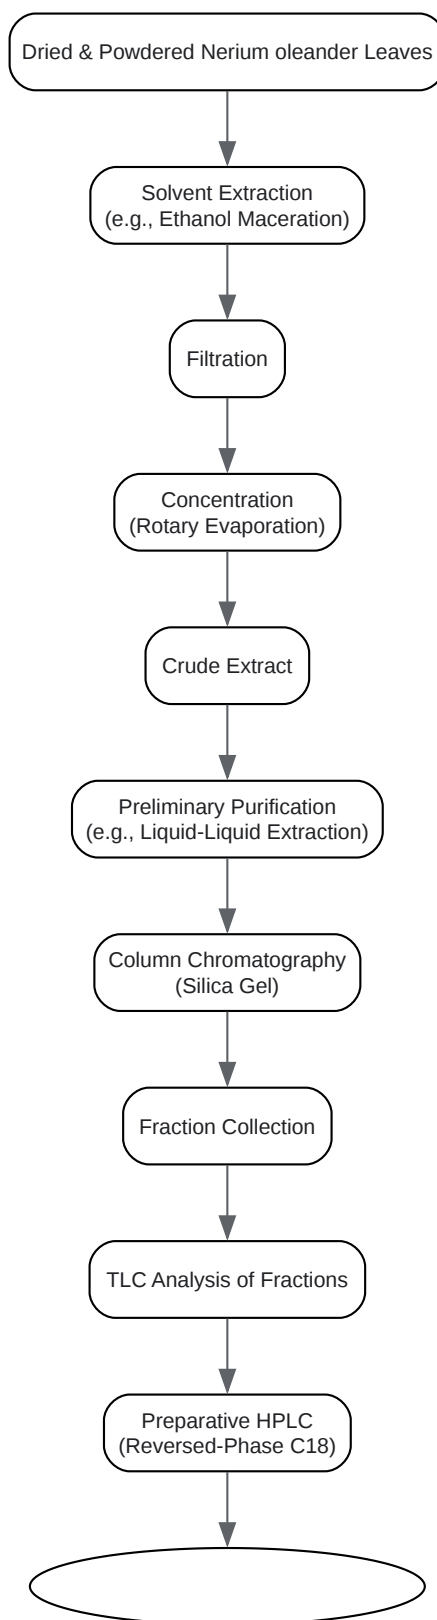 Dried & Powdered Nerium oleander Leaves
Solvent Extraction
(e.g., Ethanol Maceration)
Filtration
Concentration
(Rotary Evaporation)
Crude Extract
Preliminary Purification
(e.g., Liquid-Liquid Extraction)
Column Chromatography
(Silica Gel)
Fraction Collection
TLC Analysis of Fractions
Preparative HPLC
(Reversed-Phase C18)